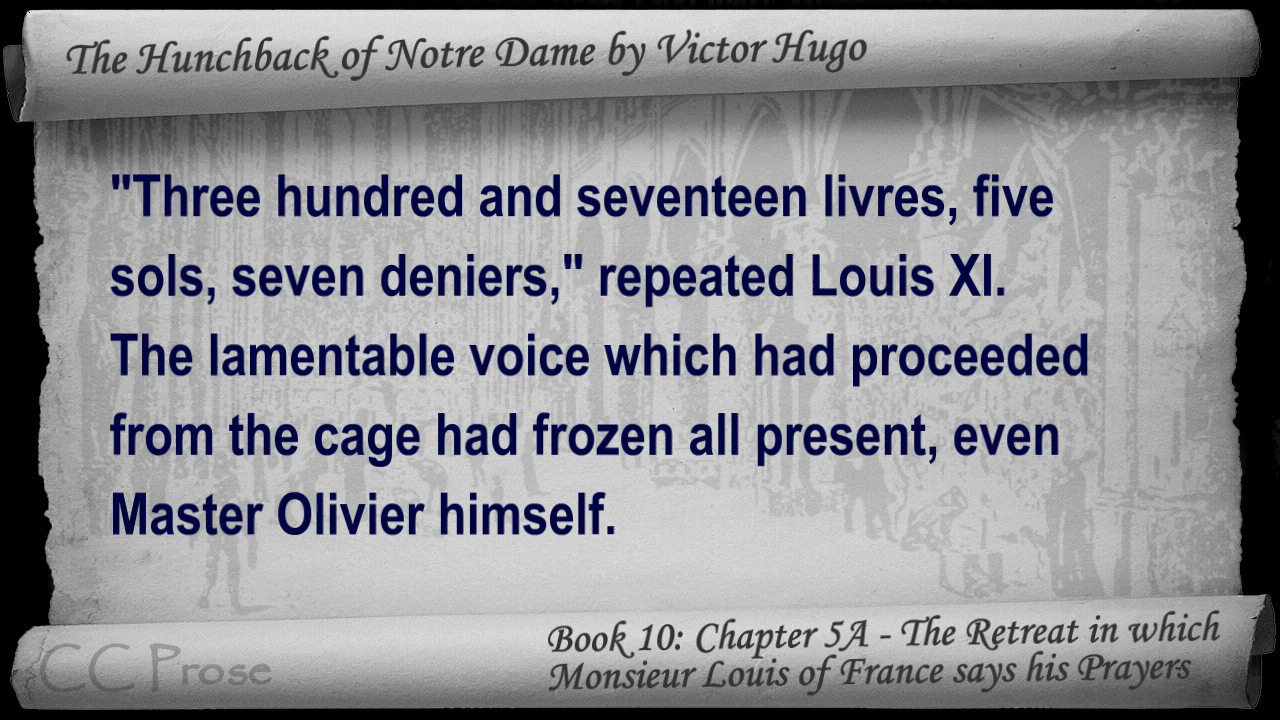 The Hunchback of Notre Dame by Victor Hugo
"Three hundred and seventeen livres, five
sols, seven deniers," repeated Louis XI.
The lamentable voice which had proceeded
from the cage had frozen all present, even
Master Olivier himself.
CC Prose
Book 10: Chapter 5A - The Retreat in which
Monsieur Louis of France says his Prayers